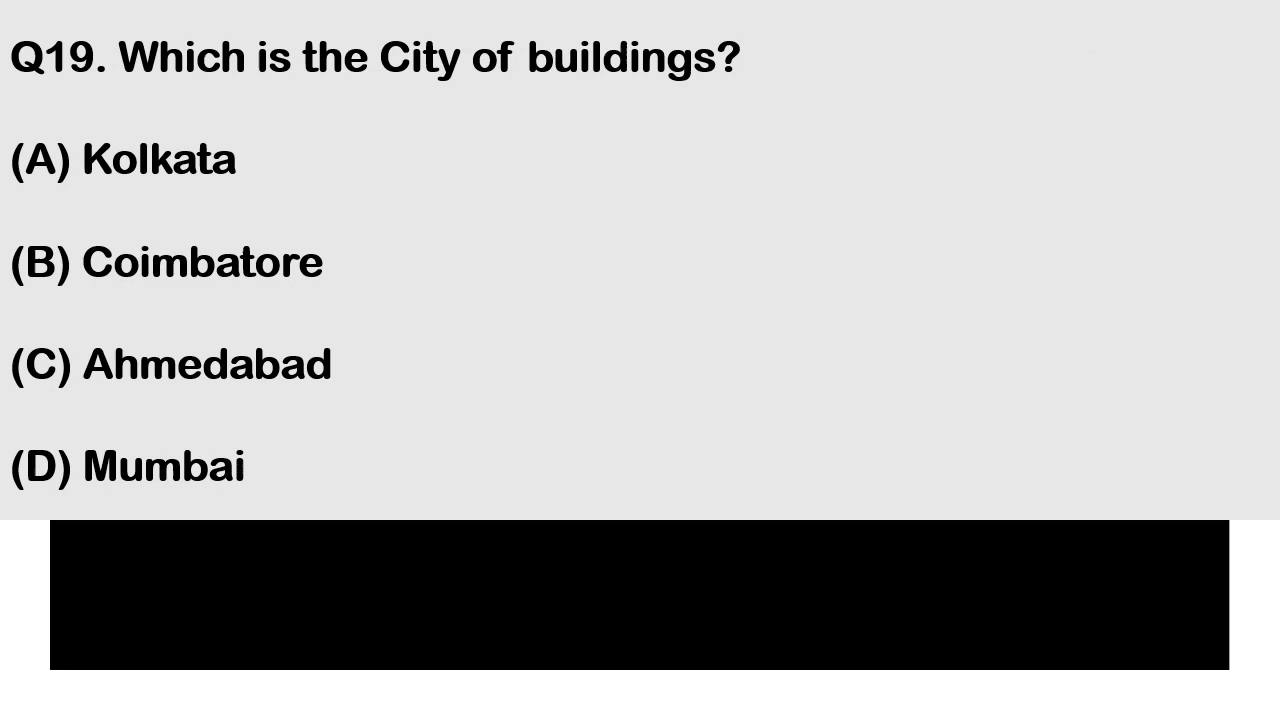 Q19. Which is the City of buildings?
(A) Kolkata
(B) Coimbatore
(C) Ahmedabad
(D) Mumbai